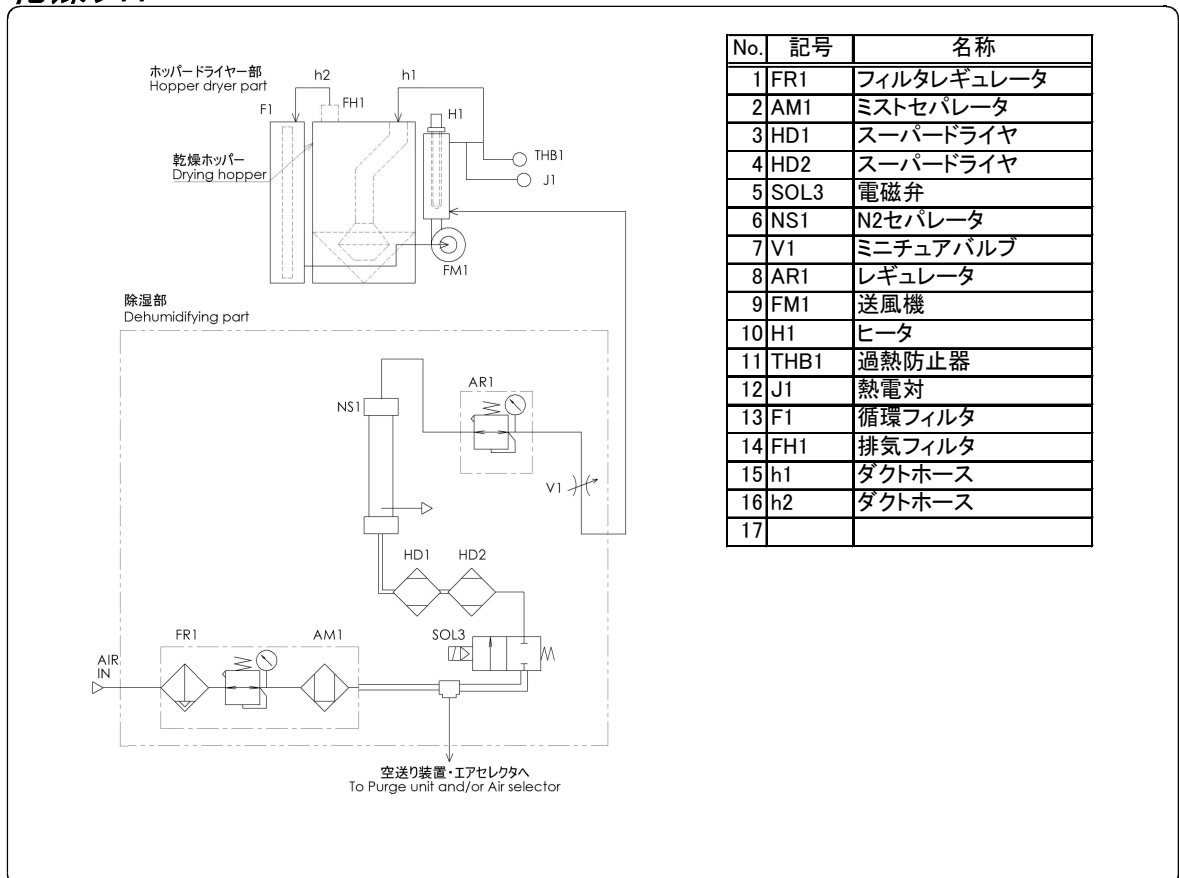 ホッパードライヤー部
Hopper dryer part
h2
h1
F1
FH1
H1
乾燥ホッパー
Drying hopper
THB1
J1
FM1
除湿部
Dehumidifying part
AR1
NS1
V1
HD1
HD2
FR1
AM1
SOL3
AIR
IN
空送り装置・エアセレクタへ
To Purge unit and/or Air selector
No. 記号 名称
1 FR1 フィルタレギュレータ
2 AM1 ミストセパレータ
3 HD1 スーパードライヤ
4 HD2 スーパードライヤ
5 SOL3 電磁弁
6 NS1 N2セパレータ
7 V1 ミニチュアバルブ
8 AR1 レギュレータ
9 FM1 送風機
10 H1 ヒータ
11 THB1 過熱防止器
12 J1 熱電対
13 F1 循環フィルタ
14 FH1 排気フィルタ
15 h1 ダクトホース
16 h2 ダクトホース
17